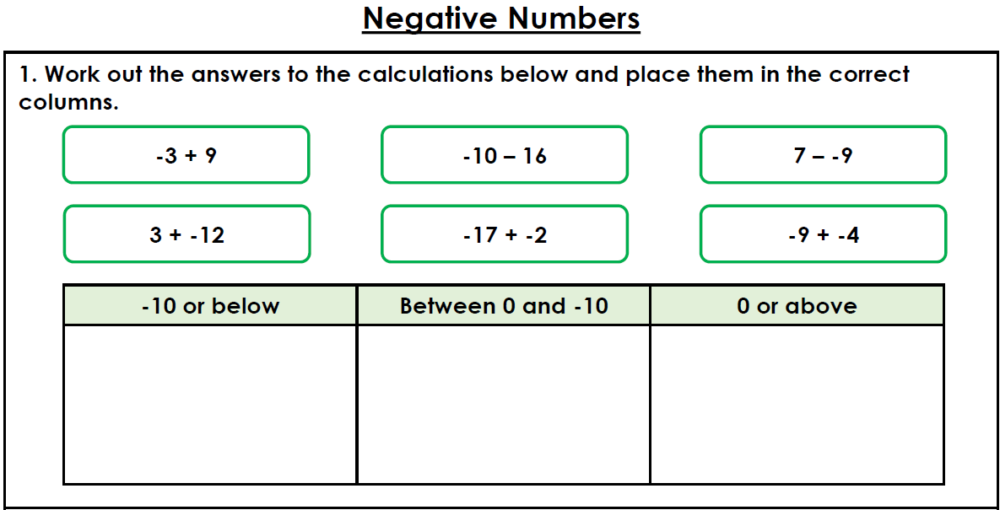 Negative Numbers
1. Work out the answers to the calculations below and place them in the correct
columns.
-3 + 9
-10 – 16
7 – -9
3 + -12
-17 + -2
-9 + -4
-10 or below
Between 0 and -10
0 or above